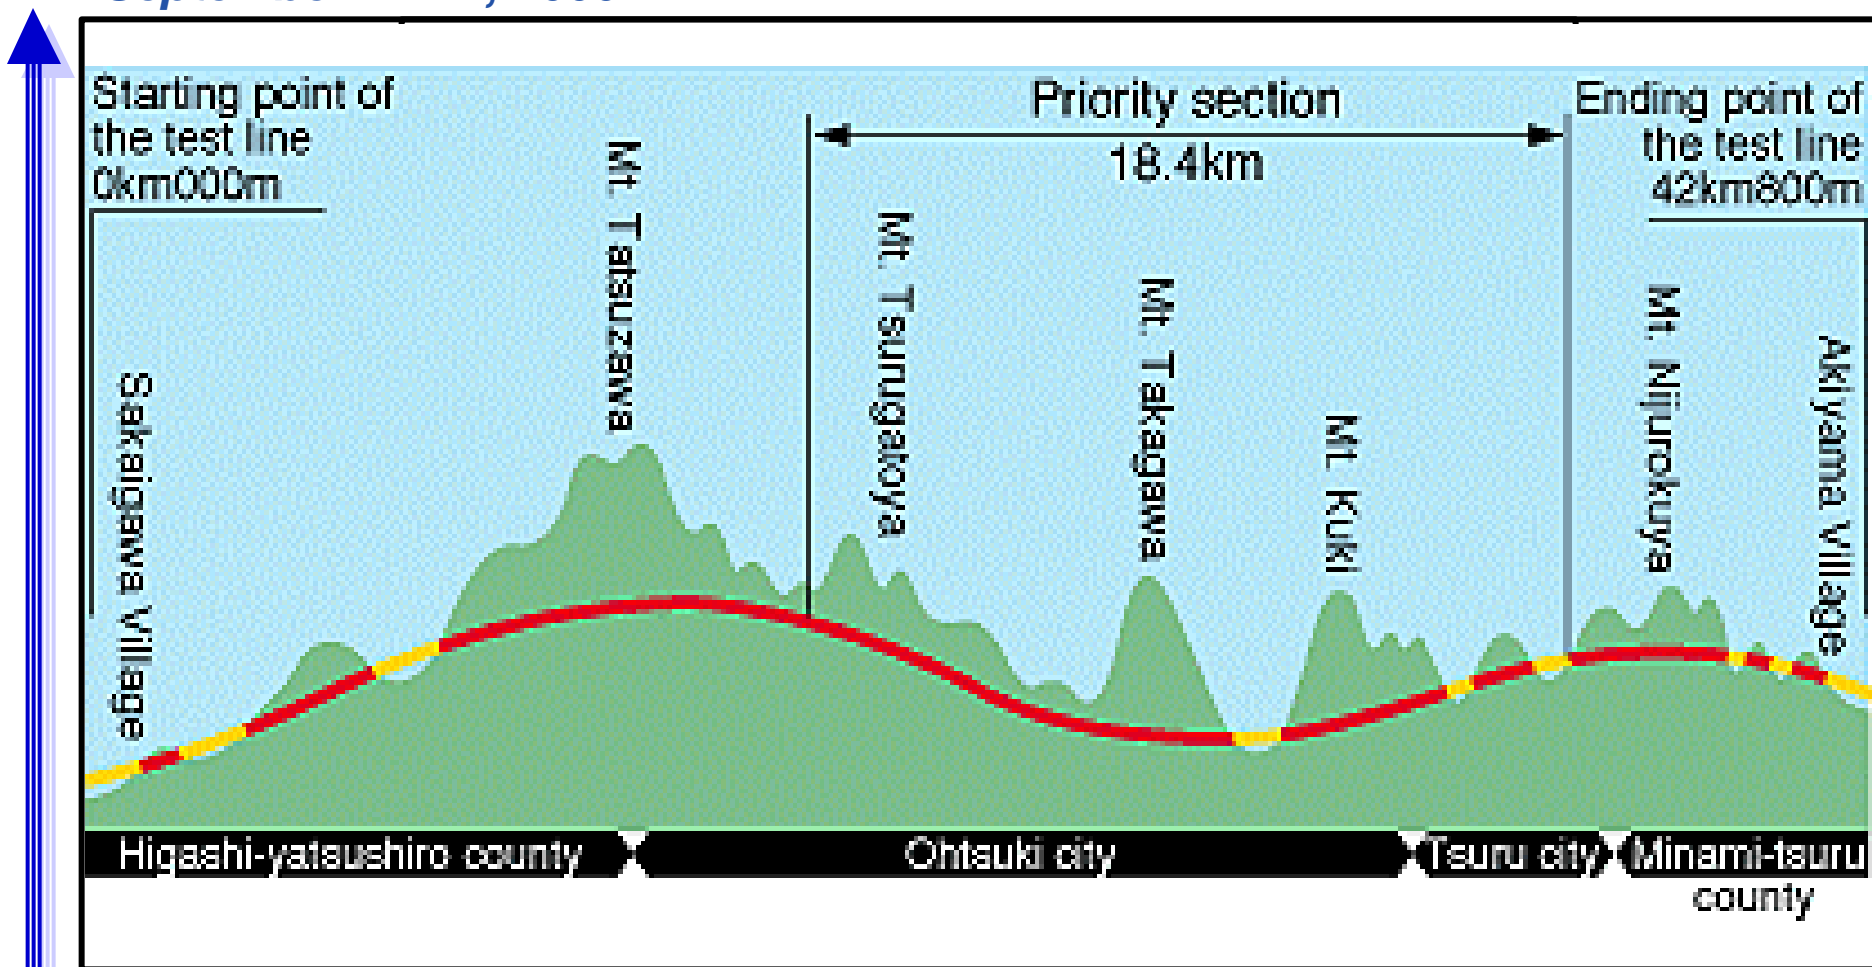 Starting point of
the test line
0km000m
Priority section
18.4km
Ending point of
the test line
42km800m
Sakaigawa Village
Mt. Tatsuzawa
Mt. Tsurugatoya
Mt. Takagawa
Mt. Kuki
Mt. Nijurokuya
Akiyama Village
Higashi-yatsushiro county
Ohtsuki city
Tsuru city
Minami-tsuru
county